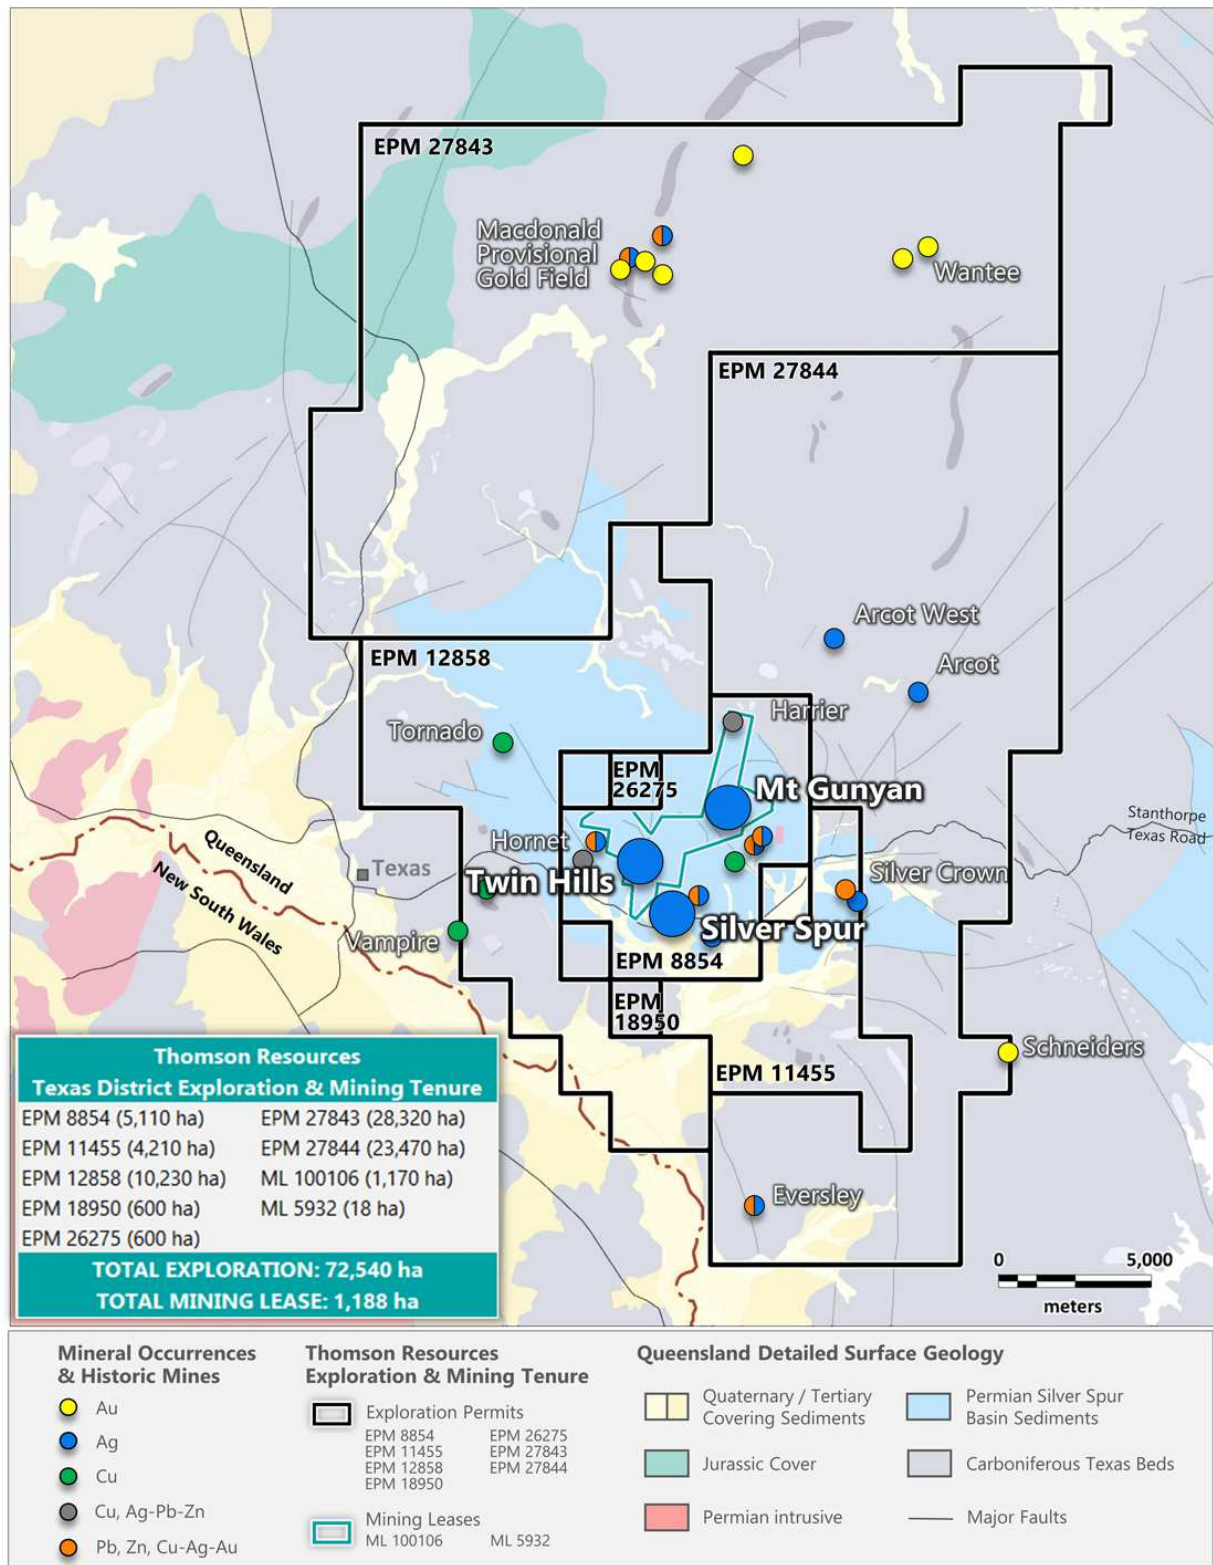 EPM 27843
Macdonald
Provisional
Gold Field
Wantee
EPM 27844
Arcot West
EPM 12858
Arcot
Tornado
Harrier
EPM
26275
Mt Gunyan
Stanthorpe
Texas Road
Queensland
New South Wales
Hornet
Texas
Twin Hills
Silver Crown
Vampire
Silver Spur
EPM 8854
EPM
18950
Schneiders
EPM 11455
Eversley
0 5,000
meters
Thomson Resources
Texas District Exploration & Mining Tenure
EPM 8854 (5,110 ha) EPM 27843 (28,320 ha)
EPM 11455 (4,210 ha) EPM 27844 (23,470 ha)
EPM 12858 (10,230 ha) ML 100106 (1,170 ha)
EPM 18950 (600 ha) ML 5932 (18 ha)
EPM 26275 (600 ha)
TOTAL EXPLORATION: 72,540 ha
TOTAL MINING LEASE: 1,188 ha
Mineral Occurrences
& Historic Mines
Au
Ag
Cu
Cu, Ag-Pb-Zn
Pb, Zn, Cu-Ag-Au
Thomson Resources
Exploration & Mining Tenure
Exploration Permits
EPM 8854 EPM 26275
EPM 11455 EPM 27843
EPM 12858 EPM 27844
EPM 18950
Mining Leases
ML 100106 ML 5932
Queensland Detailed Surface Geology
Quaternary / Tertiary
Covering Sediments
Jurassic Cover
Permian intrusive
Permian Silver Spur
Basin Sediments
Carboniferous Texas Beds
Major Faults